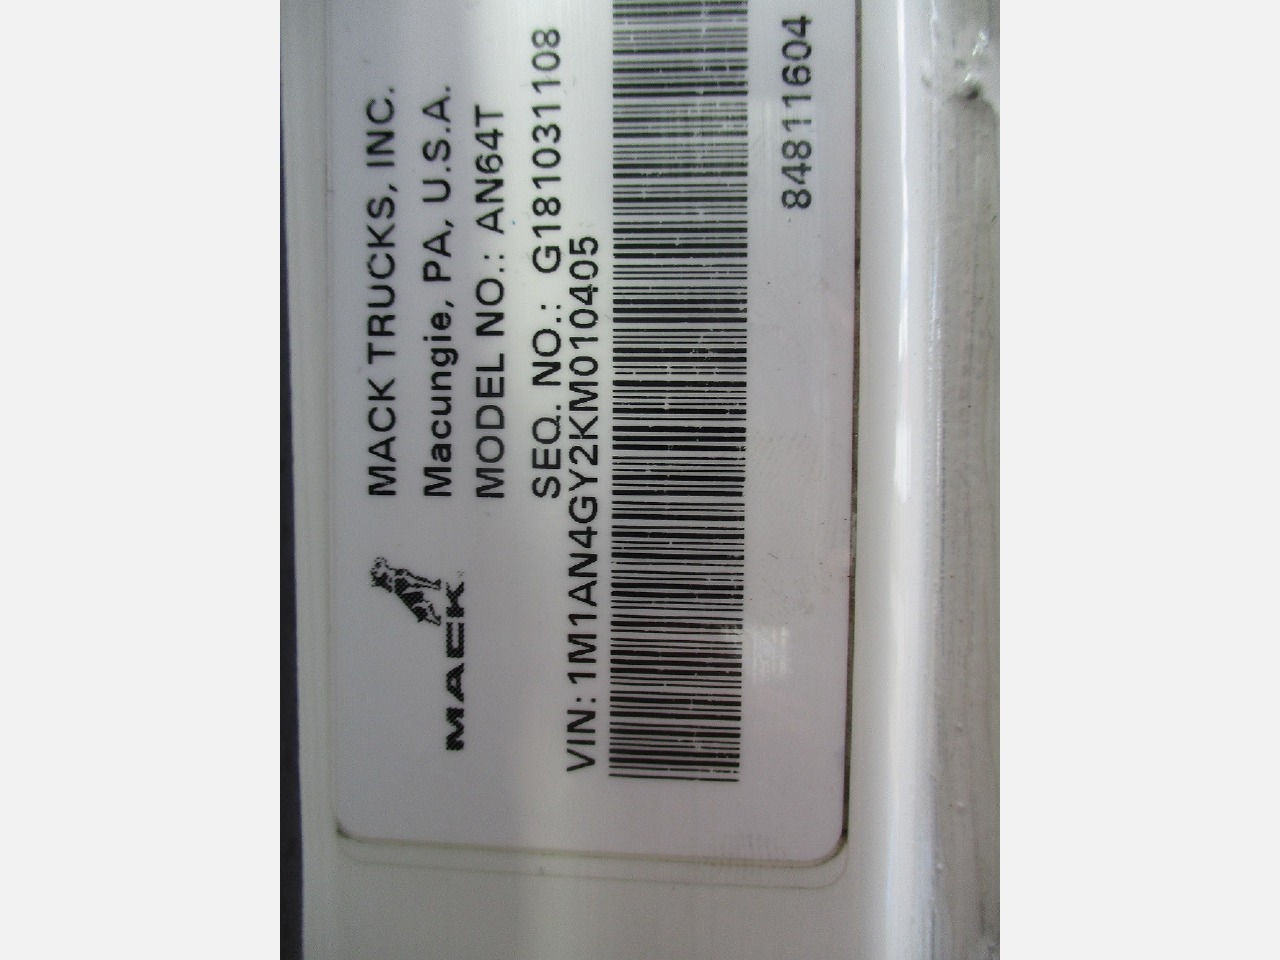 MACK TRUCKS, INC.
Macungie, PA, U.S.A.
MODEL NO.: AN64T
SEQ. NO.: G181031108
MACK
VIN: 1M1AN4GY2KM010405
84811604